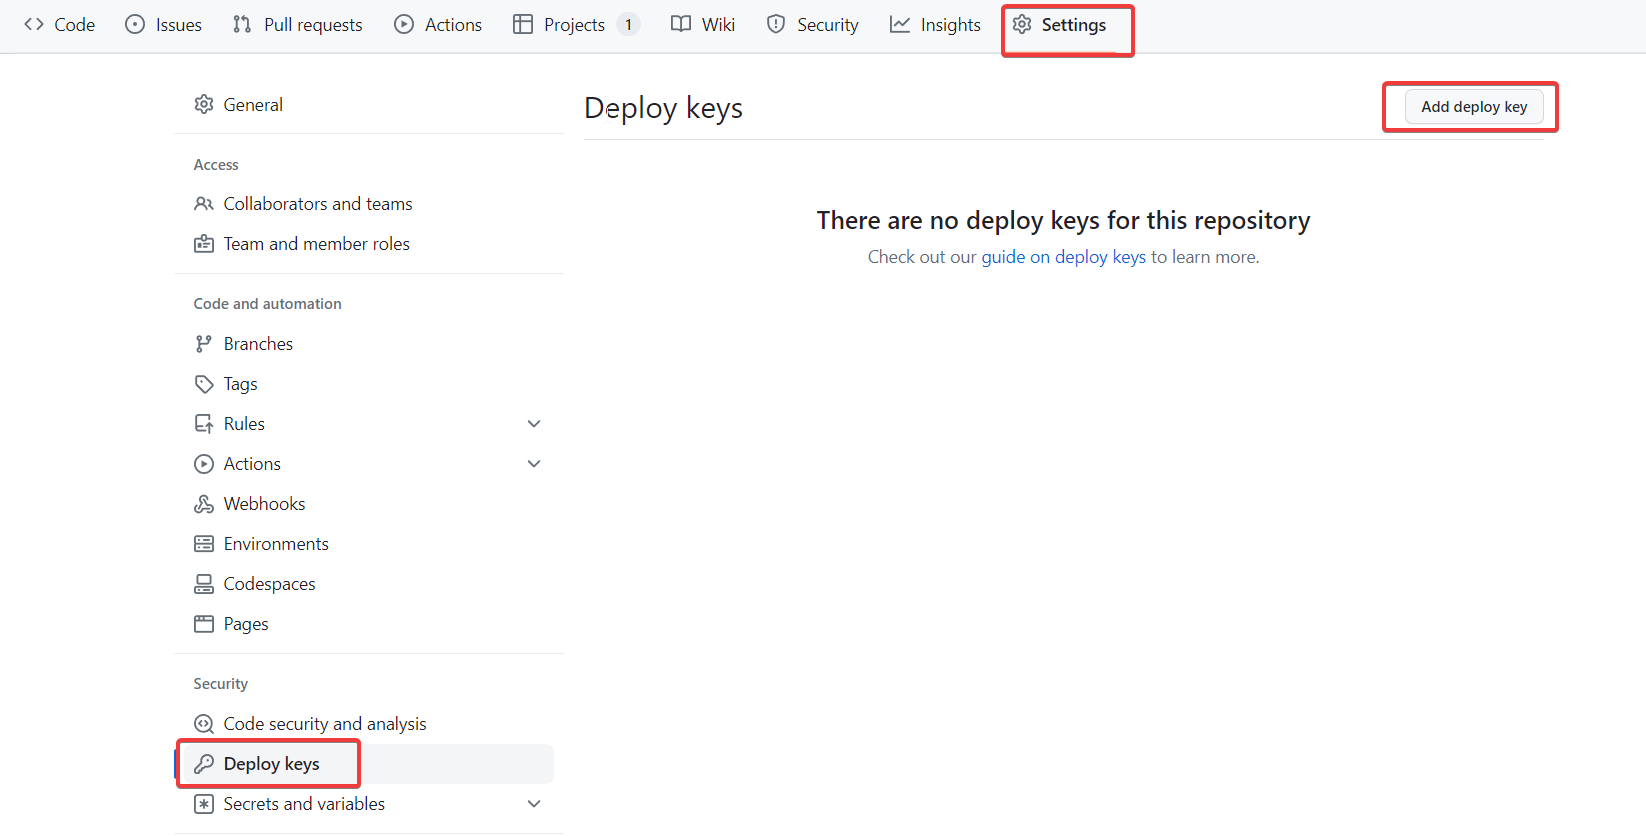 Code Issues Pull requests Actions Projects 1 Wiki Security Insights Settings
General
Access
Collaborators and teams
Team and member roles
Code and automation
Branches
Tags
Rules
Actions
Webhooks
Environments
Codespaces
Pages
Security
Code security and analysis
Deploy keys
Secrets and variables
Deploy keys
Add deploy key
There are no deploy keys for this repository
Check out our guide on deploy keys to learn more.